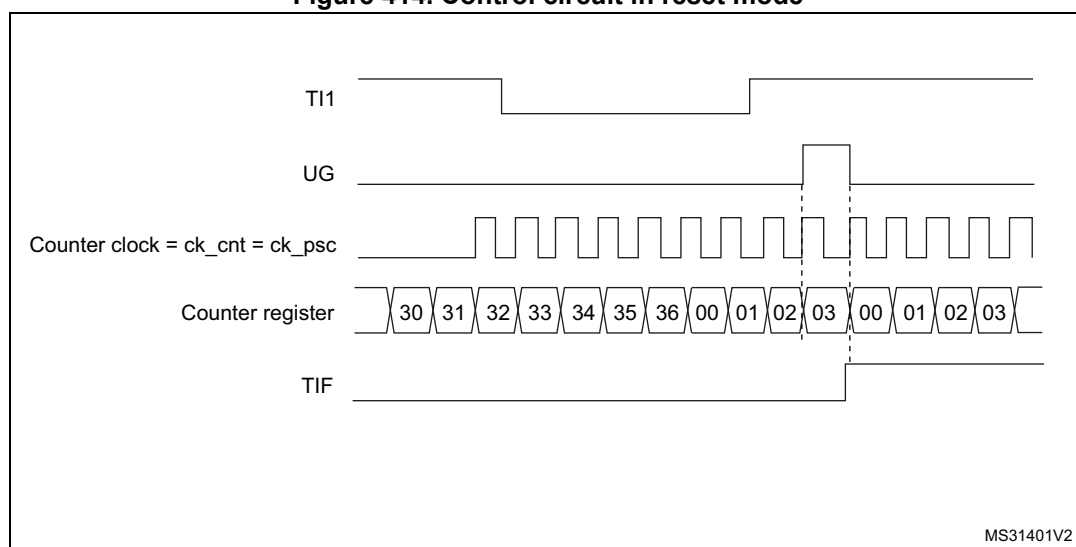 Figure 414. Control circuit in reset mode
TI1
UG
Counter clock = ck_cnt = ck_psc
Counter register 30 31 32 33 34 35 36 00 01 02 03 00 01 02 03
TIF
MS31401V2